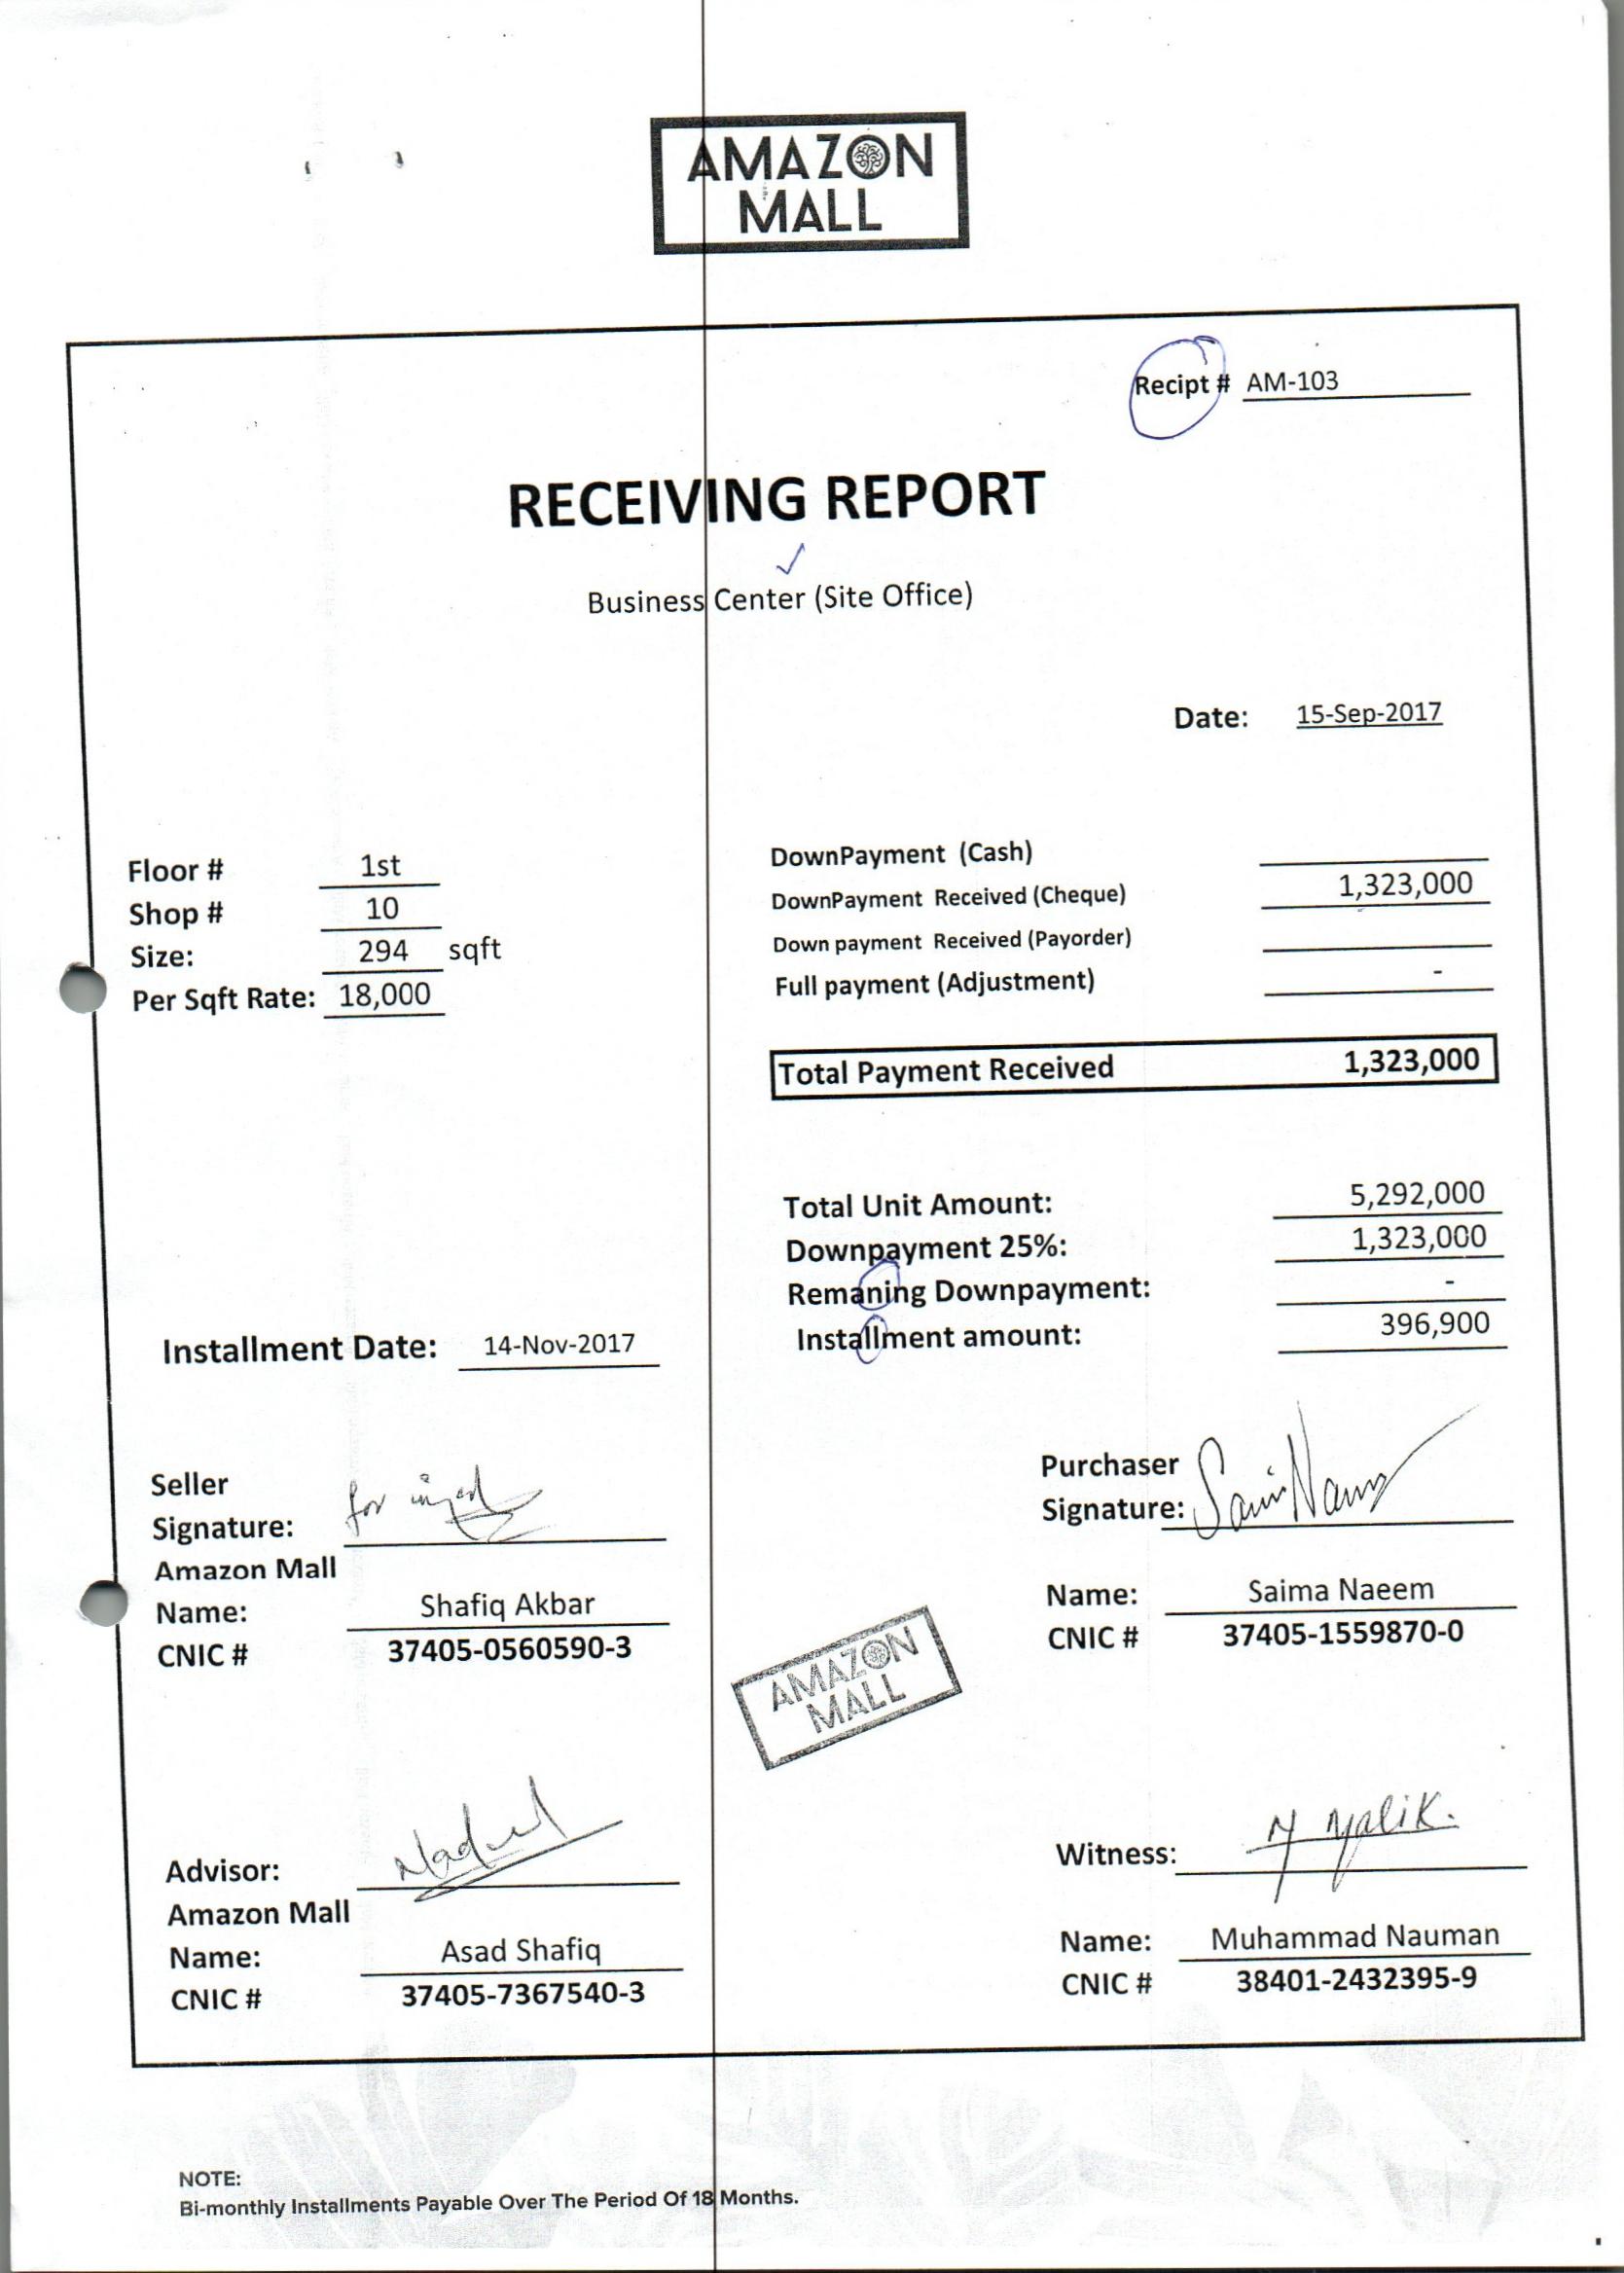 AMAZON
MALL
Recipt # AM-103
RECEIVING REPORT
Business Center (Site Office)
Date: 15-Sep-2017
Floor # 1st
Shop # 10
Size: 294 sqft
Per Sqft Rate: 18,000
DownPayment (Cash)
DownPayment Received (Cheque) 1,323,000
Down payment Received (Payorder)
Full payment (Adjustment) -
Total Payment Received 1,323,000
Total Unit Amount: 5,292,000
Downpayment 25%: 1,323,000
Remaning Downpayment: -
Installment amount: 396,900
Installment Date: 14-Nov-2017
Seller
Signature: for
Amazon Mall
Name: Shafiq Akbar
CNIC # 37405-0560590-3
Purchaser
Signature:
Name: Saima Naeem
CNIC # 37405-1559870-0
AMAZON
MALL
Advisor:
Amazon Mall
Name: Asad Shafiq
CNIC # 37405-7367540-3
Witness:
Name: Muhammad Nauman
CNIC # 38401-2432395-9
NOTE:
Bi-monthly Installments Payable Over The Period Of 18 Months.